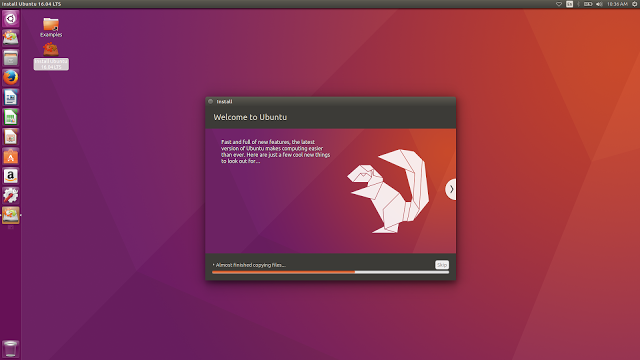 Install Ubuntu 16.04 LTS
10:36 AM
Examples
Install Ubuntu
16.04 LTS
Install
Welcome to Ubuntu
Fast and full of new features, the latest
version of Ubuntu makes computing easier
than ever. Here are just a few cool new things
to look out for...
Almost finished copying files...
Skip